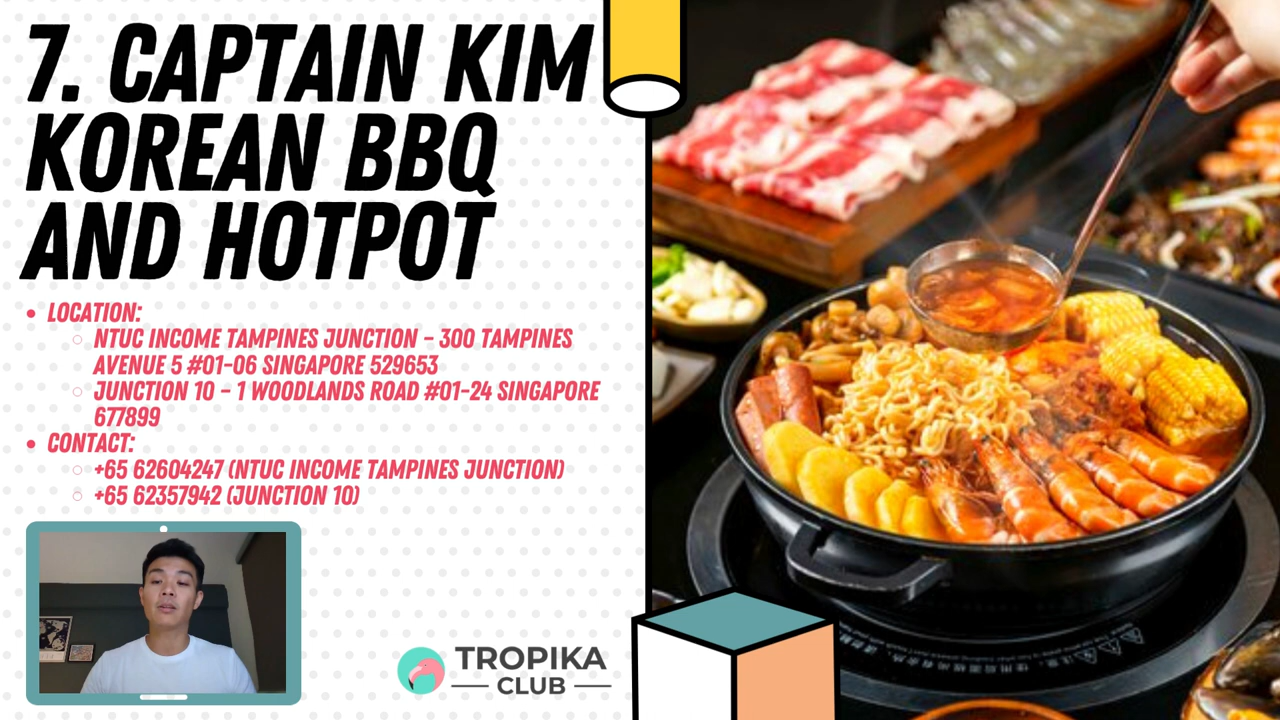 7. CAPTAIN KIM
KOREAN BBQ
AND HOTPOT
LOCATION:
NTUC INCOME TAMPINES JUNCTION – 300 TAMPINES
AVENUE 5 #01-06 SINGAPORE 529653
JUNCTION 10 – 1 WOODLANDS ROAD #01-24 SINGAPORE
677899
CONTACT:
+65 62604247 (NTUC INCOME TAMPINES JUNCTION)
+65 62357942 (JUNCTION 10)
TROPIKA
CLUB